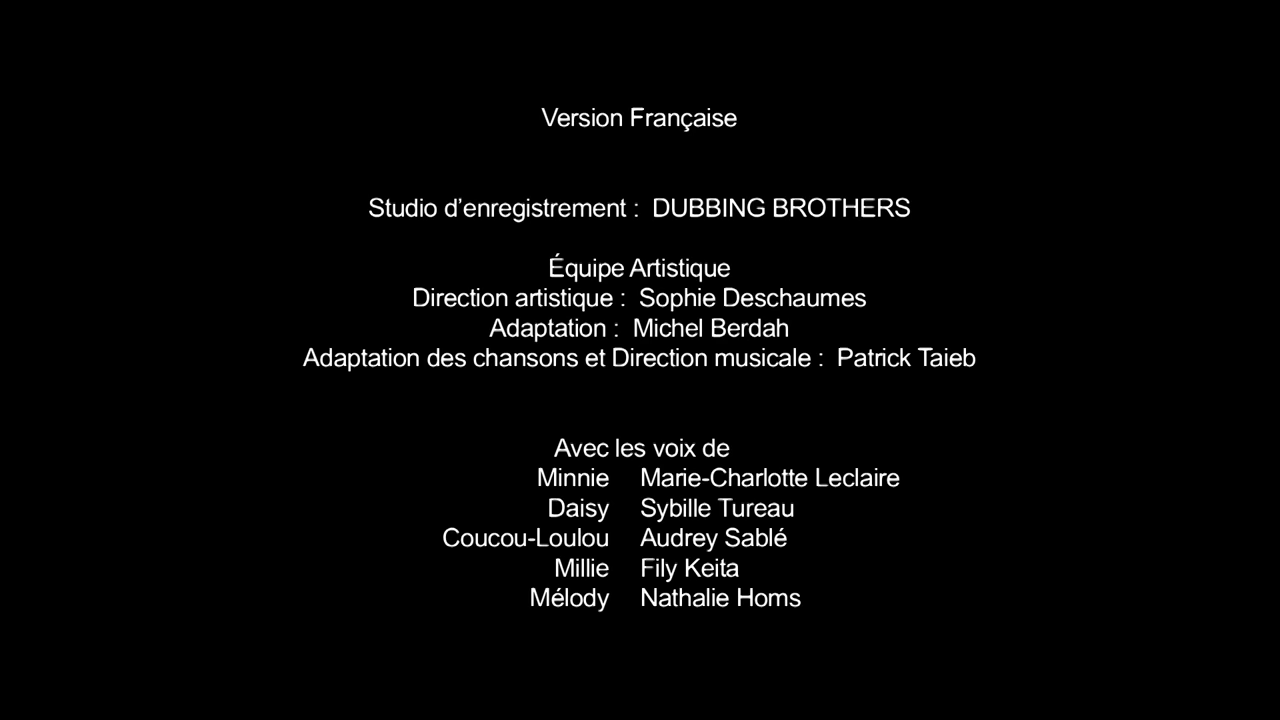 Version Française
Studio d’enregistrement : DUBBING BROTHERS
Équipe Artistique
Direction artistique : Sophie Deschaumes
Adaptation : Michel Berdah
Adaptation des chansons et Direction musicale : Patrick Taieb
Avec les voix de
Minnie Marie-Charlotte Leclaire
Daisy Sybille Tureau
Coucou-Loulou Audrey Sablé
Millie Fily Keita
Mélody Nathalie Homs